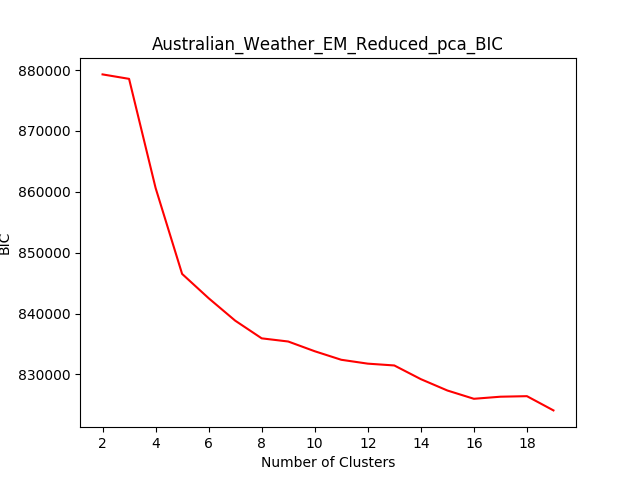 Australian_Weather_EM_Reduced_pca_BIC
880000
870000
860000
850000
840000
830000
BIC
2 4 6 8 10 12 14 16 18
Number of Clusters